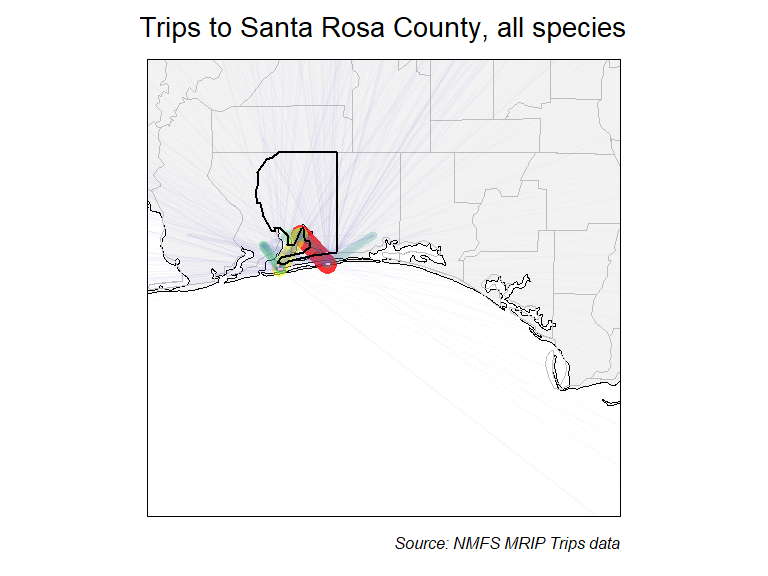 Trips to Santa Rosa County, all species
Source: NMFS MRIP Trips data